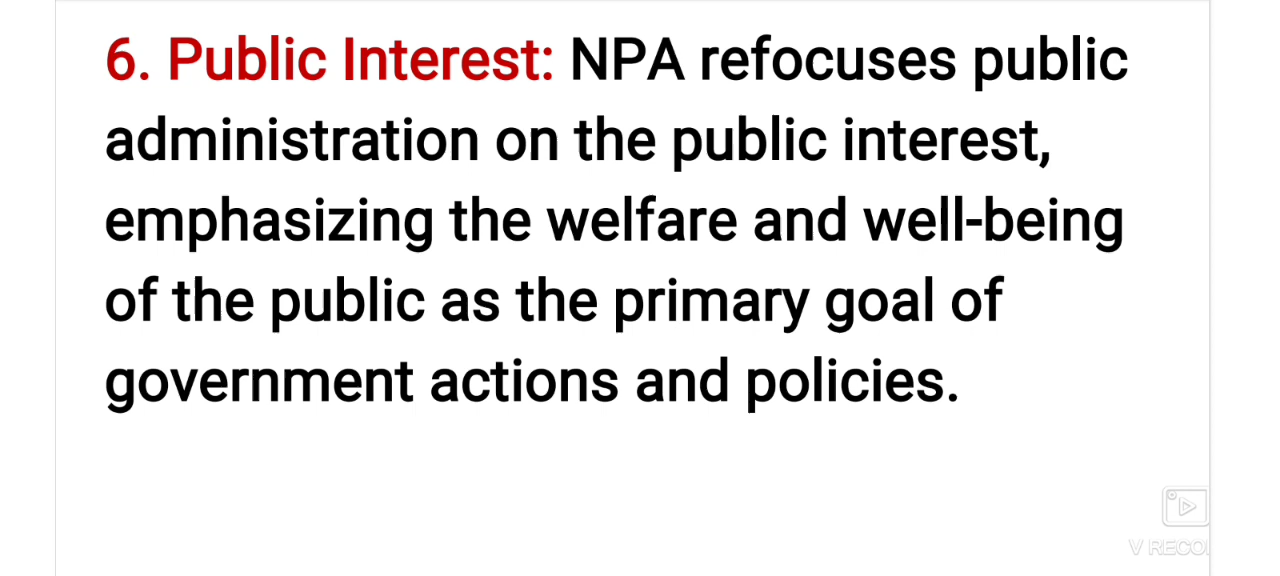 6. Public Interest: NPA refocuses public
administration on the public interest,
emphasizing the welfare and well-being
of the public as the primary goal of
government actions and policies.
V RECO